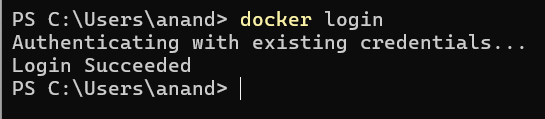 PS C:\Users\anand> docker login
Authenticating with existing credentials...
Login Succeeded
PS C:\Users\anand>